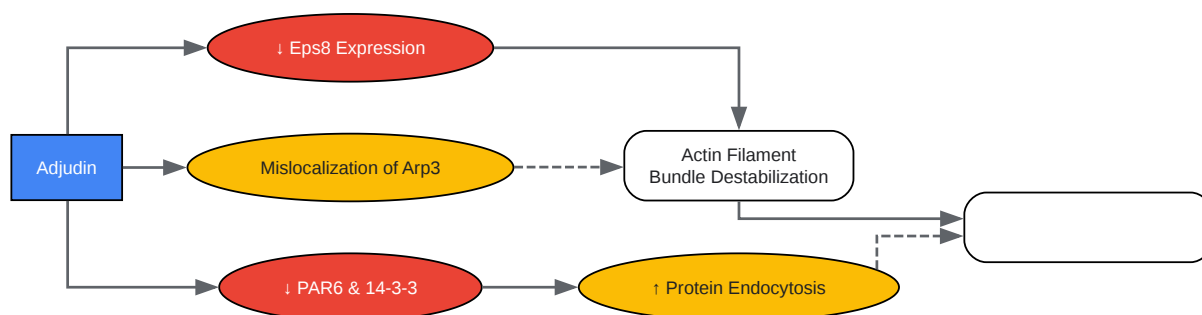 ↓ Eps8 Expression
Adjudin
Mislocalization of Arp3
Actin Filament
Bundle Destabilization
↓ PAR6 & 14-3-3
↑ Protein Endocytosis